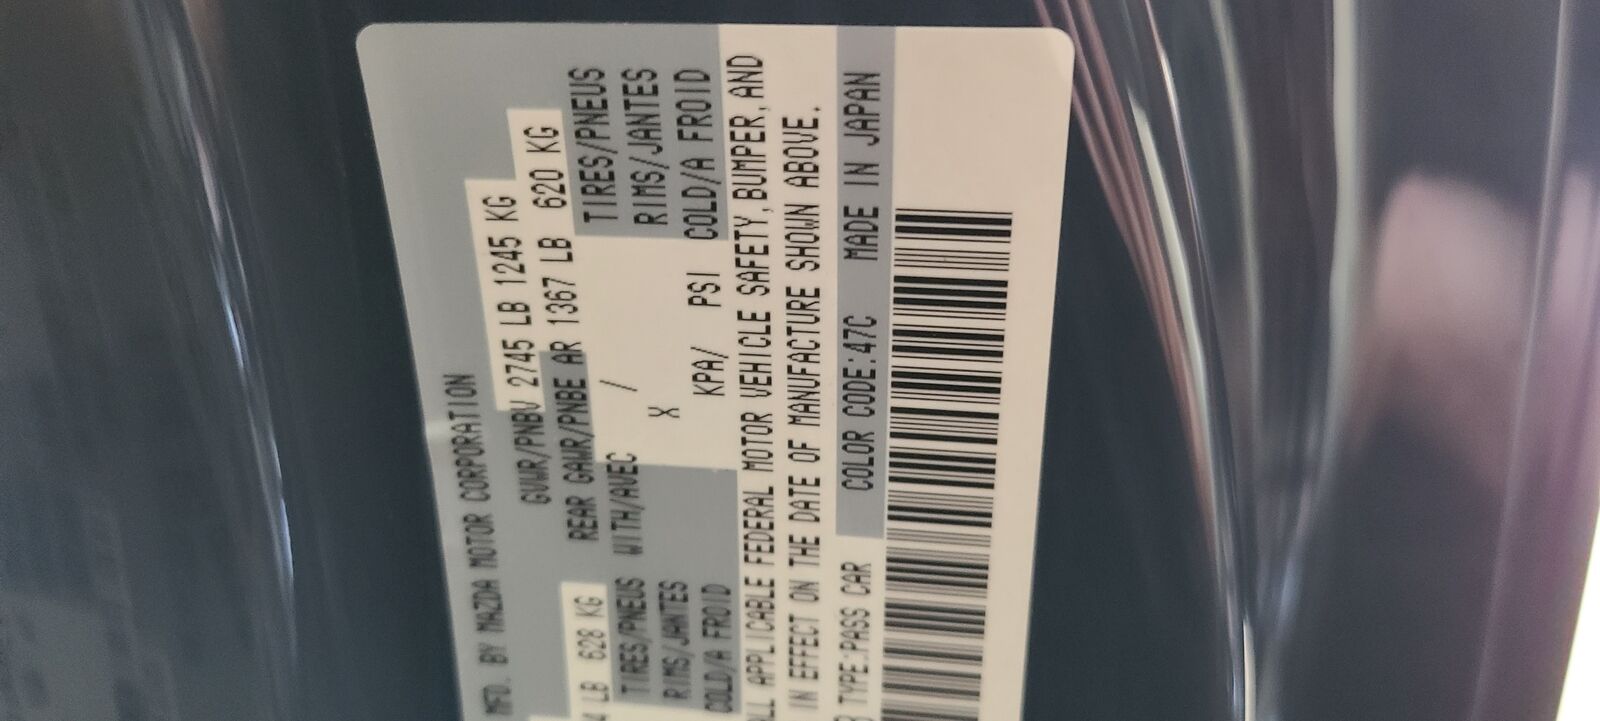 MFD. BY MAZDA MOTOR CORPORATION
GVWR/PNBV 2745 LB 1245 KG
4 LB 628 KG REAR GAWR/PNBE AR 1367 LB 620 KG
TIRES/PNEUS WITH/AVEC / TIRES/PNEUS
RIMS/JANTES X RIMS/JANTES
COLD/A FROID KPA/ PSI COLD/A FROID
ALL APPLICABLE FEDERAL MOTOR VEHICLE SAFETY, BUMPER, AND
IN EFFECT ON THE DATE OF MANUFACTURE SHOWN ABOVE.
TYPE:PASS CAR COLOR CODE:47C MADE IN JAPAN